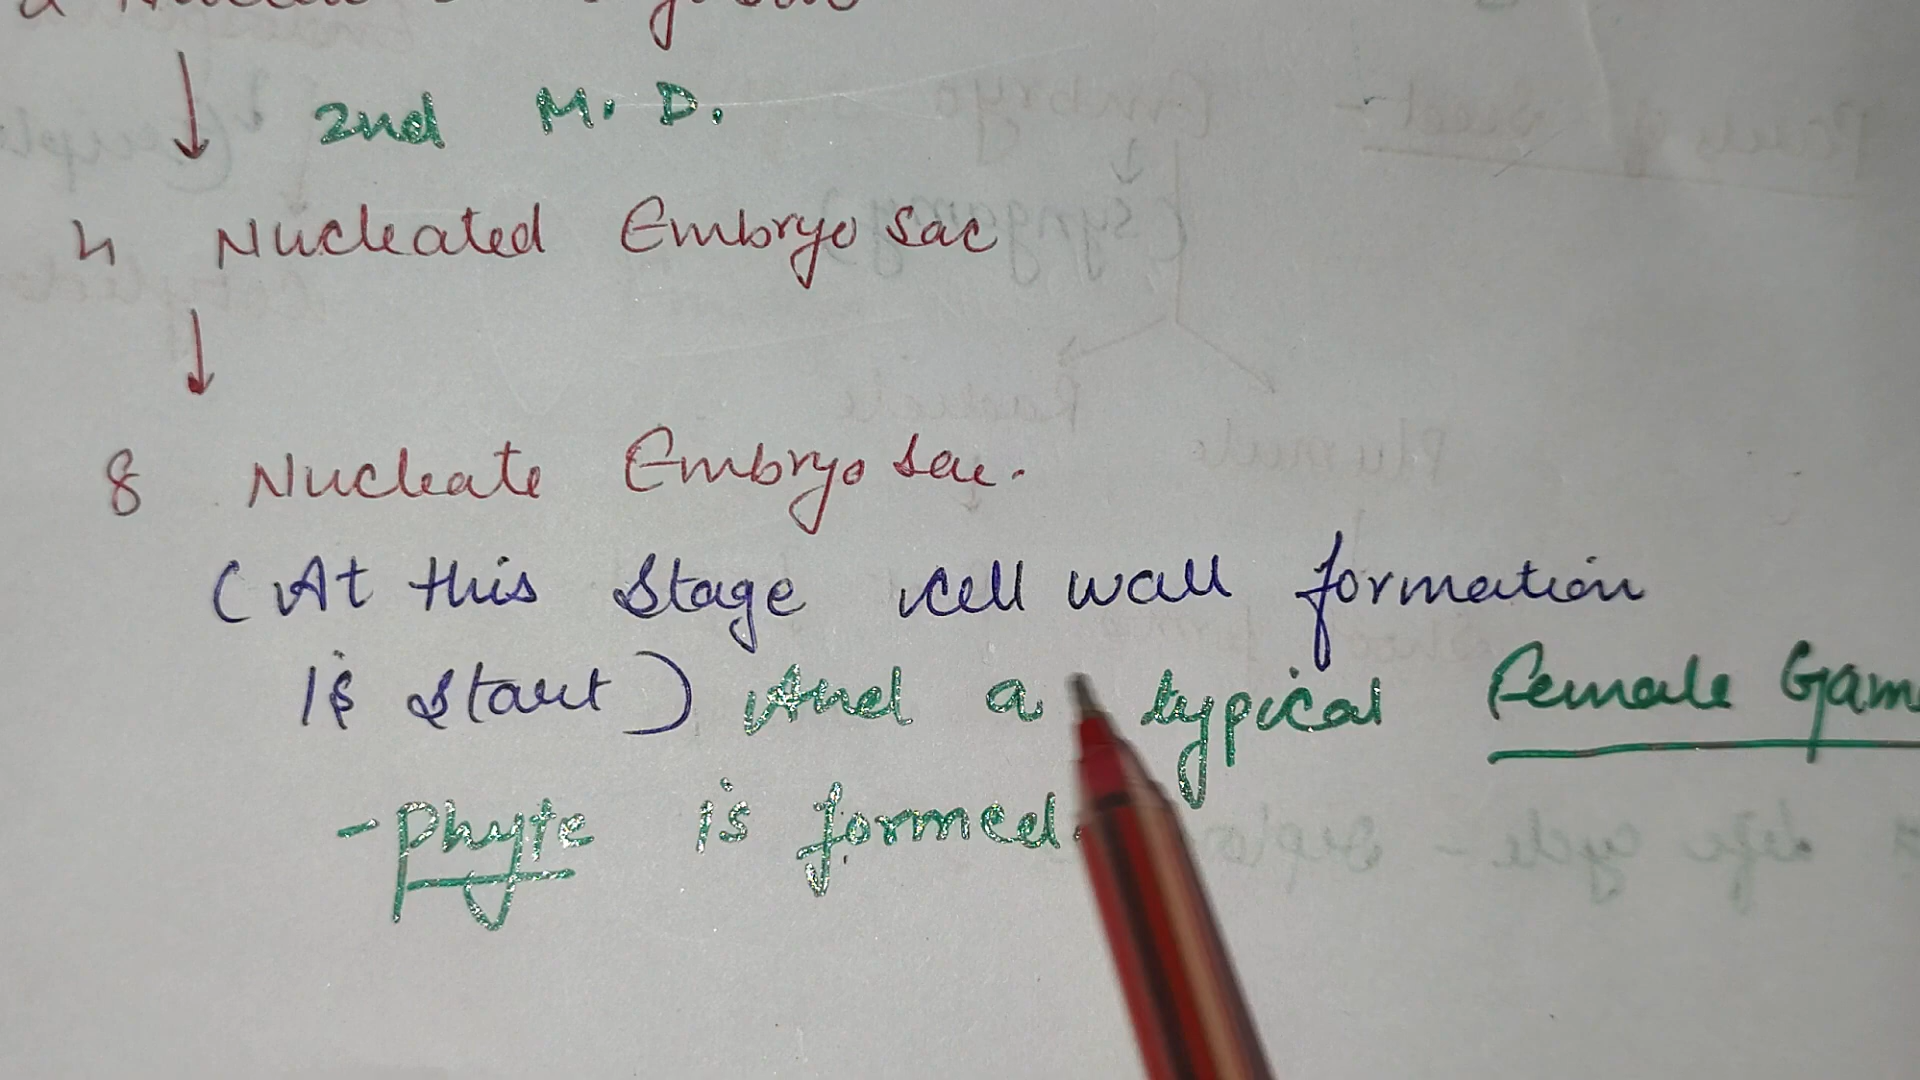 2nd M. D.
4 Nucleated Embryo sac
8 Nucleate Embryo sac.
(At this stage cell wall formation
is start) And a typical Female Gam
- phyte is formed.